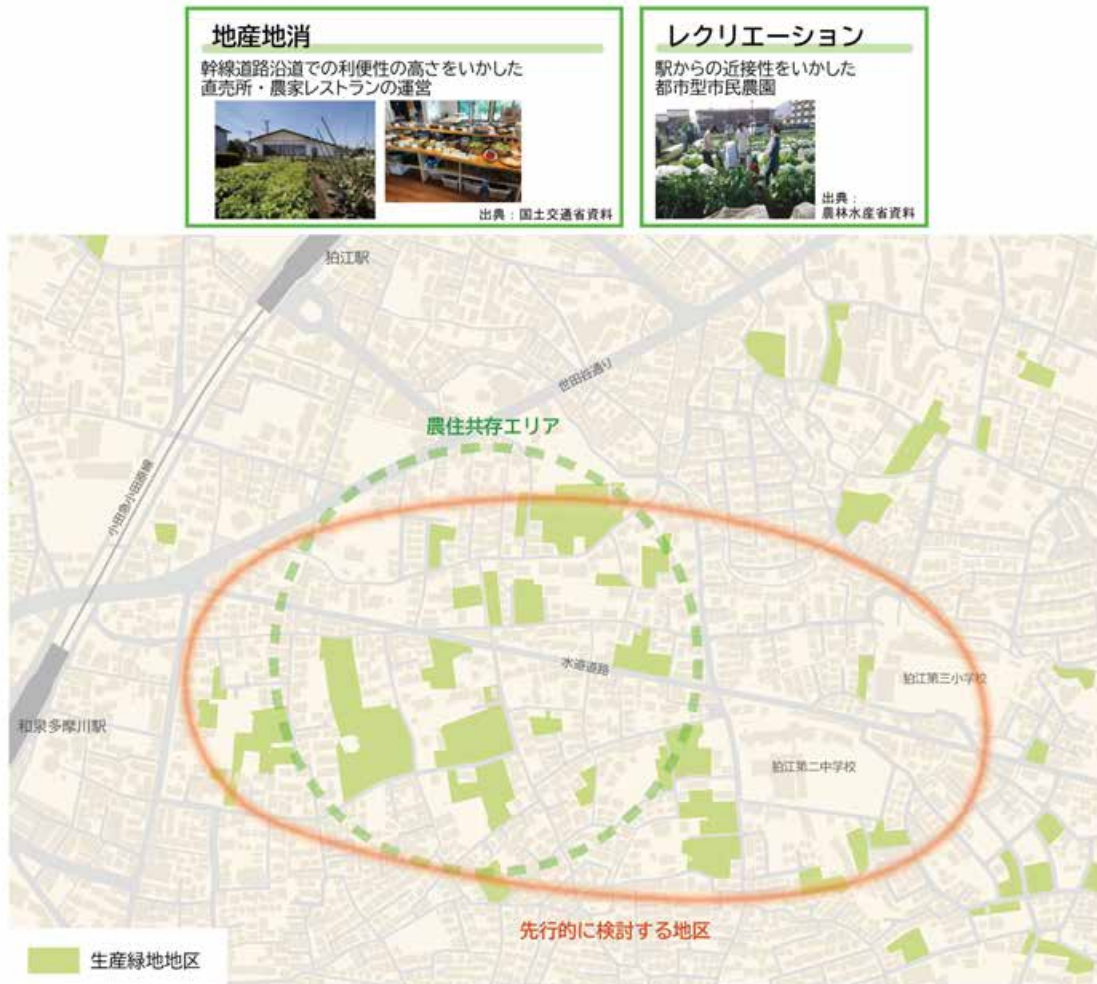 地産地消
幹線道路沿道での利便性の高さをいかした
直売所・農家レストランの運営
出典：国土交通省資料
レクリエーション
駅からの近接性をいかした
都市型市民農園
出典：
農林水産省資料
狛江駅
世田谷通り
農住共存エリア
小田急小田原線
水道道路
狛江第三小学校
和泉多摩川駅
狛江第二中学校
先行的に検討する地区
生産緑地地区